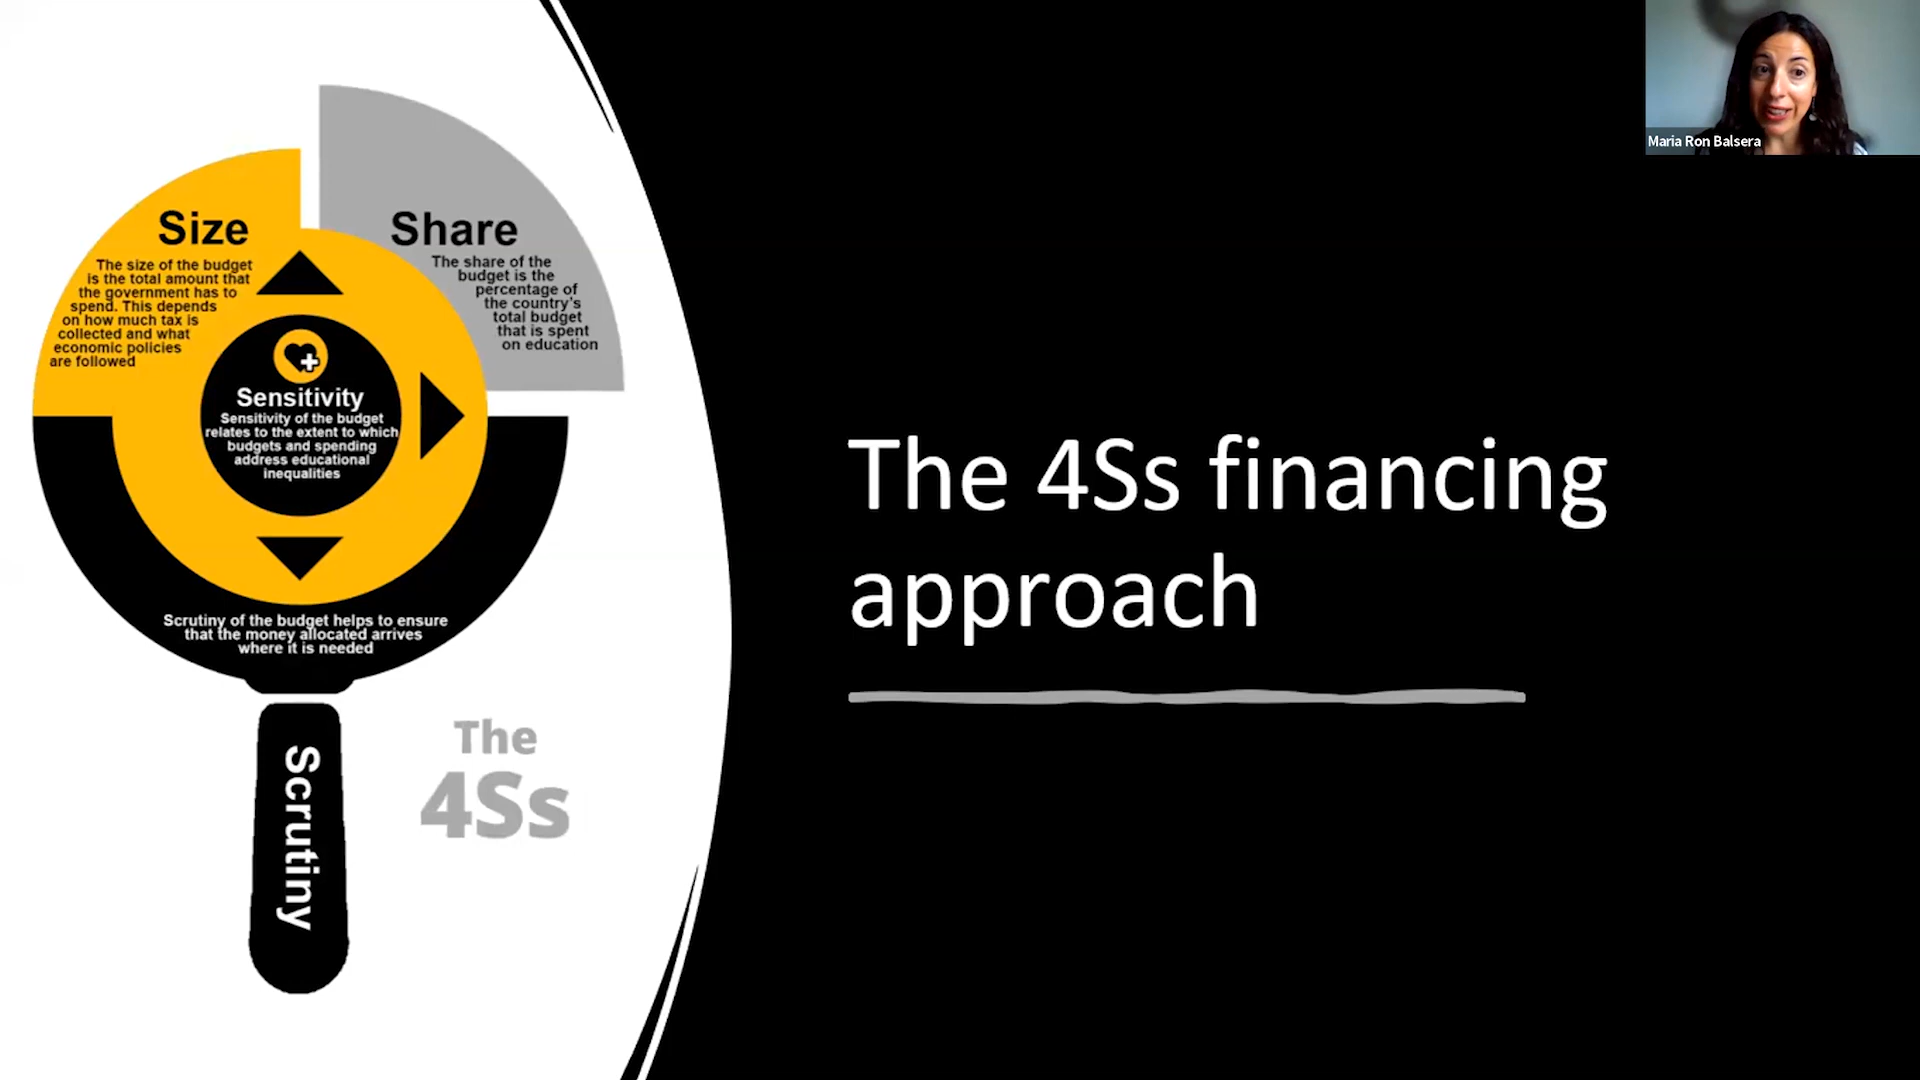 Size
The size of the budget
is the total amount that
the government has to
spend. This depends
on how much tax is
collected and what
economic policies
are followed
Share
The share of the
budget is the
percentage of
the country's
total budget
that is spent
on education
Sensitivity
Sensitivity of the budget
relates to the extent to which
budgets and spending
address educational
inequalities
Scrutiny of the budget helps to ensure
that the money allocated arrives
where it is needed
Scrutiny
The
4Ss
The 4Ss financing
approach
Maria Ron Balsera